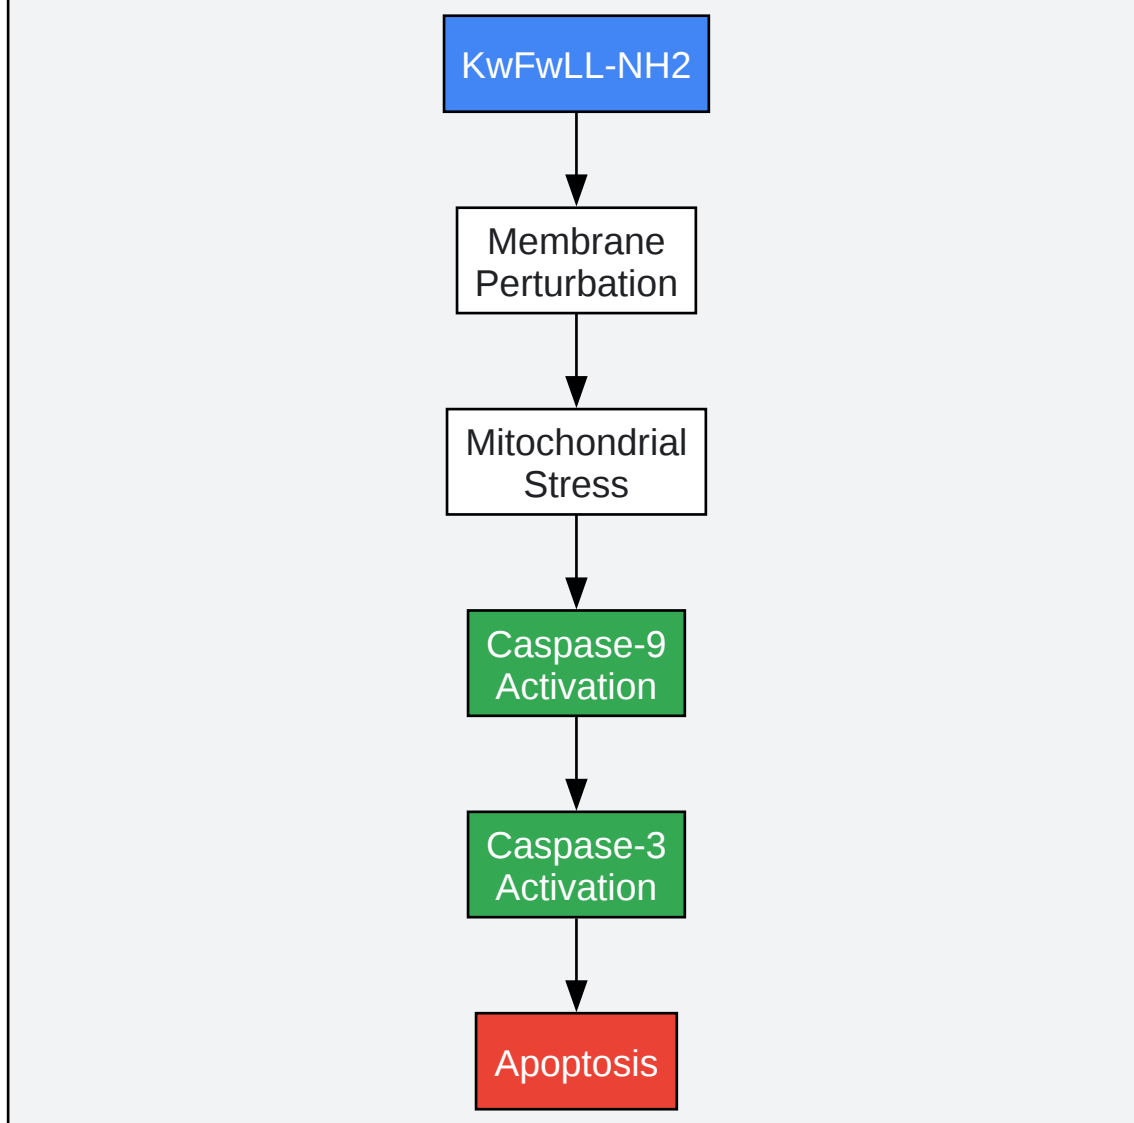 KwFwLL-NH2
Membrane
Perturbation
Mitochondrial
Stress
Caspase-9
Activation
Caspase-3
Activation
Apoptosis